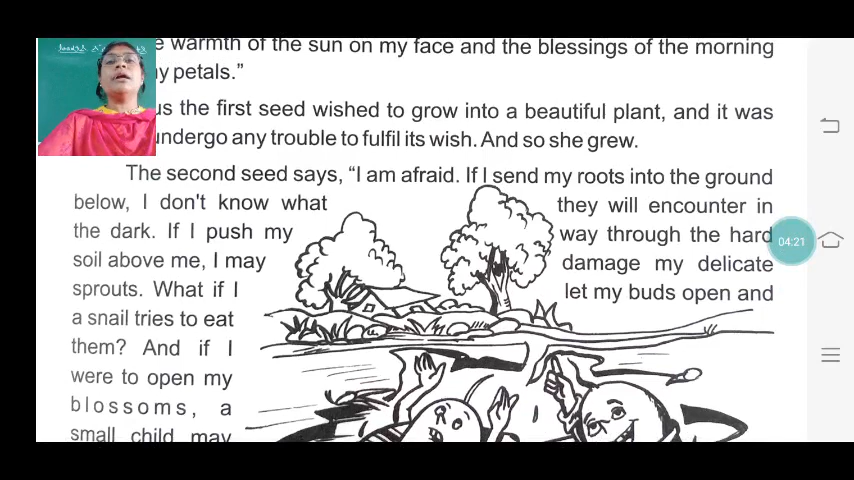 e warmth of the sun on my face and the blessings of the morning
y petals.”
us the first seed wished to grow into a beautiful plant, and it was
undergo any trouble to fulfil its wish. And so she grew.
The second seed says, “I am afraid. If I send my roots into the ground
below, I don't know what they will encounter in
the dark. If I push my way through the hard
soil above me, I may damage my delicate
sprouts. What if I let my buds open and
a snail tries to eat
them? And if I
were to open my
blossoms, a
small child may
04:21